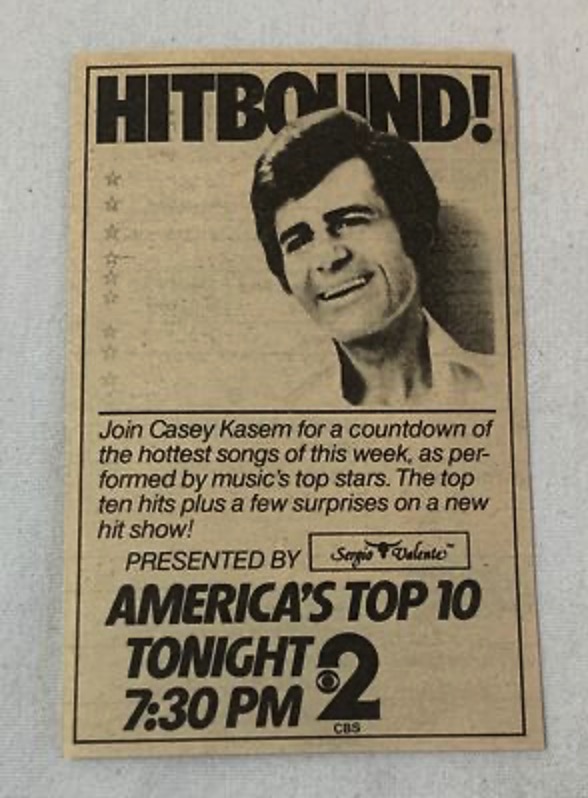 HITBOUND!
Join Casey Kasem for a countdown of
the hottest songs of this week, as per-
formed by music's top stars. The top
ten hits plus a few surprises on a new
hit show!
PRESENTED BY Sergio Valente™
AMERICA'S TOP 10
TONIGHT 2
7:30 PM CBS